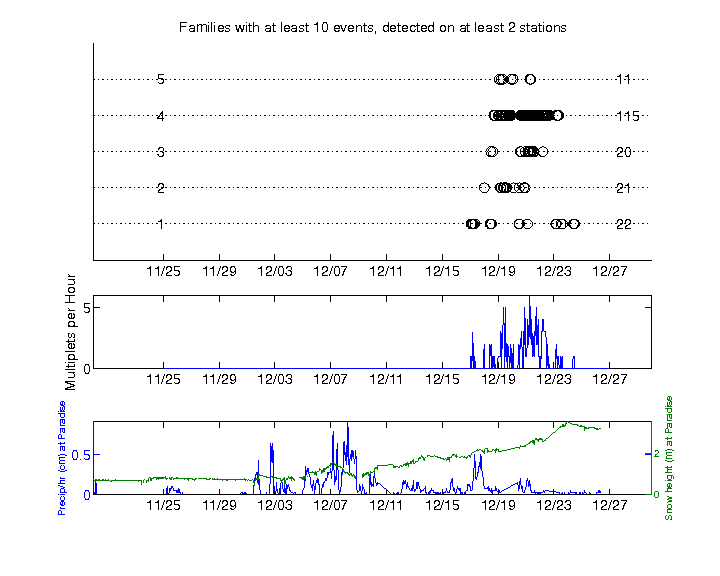 Families with at least 10 events, detected on at least 2 stations
5 11
4 115
3 20
2 21
1 22
11/25 11/29 12/03 12/07 12/11 12/15 12/19 12/23 12/27
Multiplets per Hour
5
0
11/25 11/29 12/03 12/07 12/11 12/15 12/19 12/23 12/27
Precip/hr (cm) at Paradise
0.5
0
Snow height (m) at Paradise
2
0
11/25 11/29 12/03 12/07 12/11 12/15 12/19 12/23 12/27